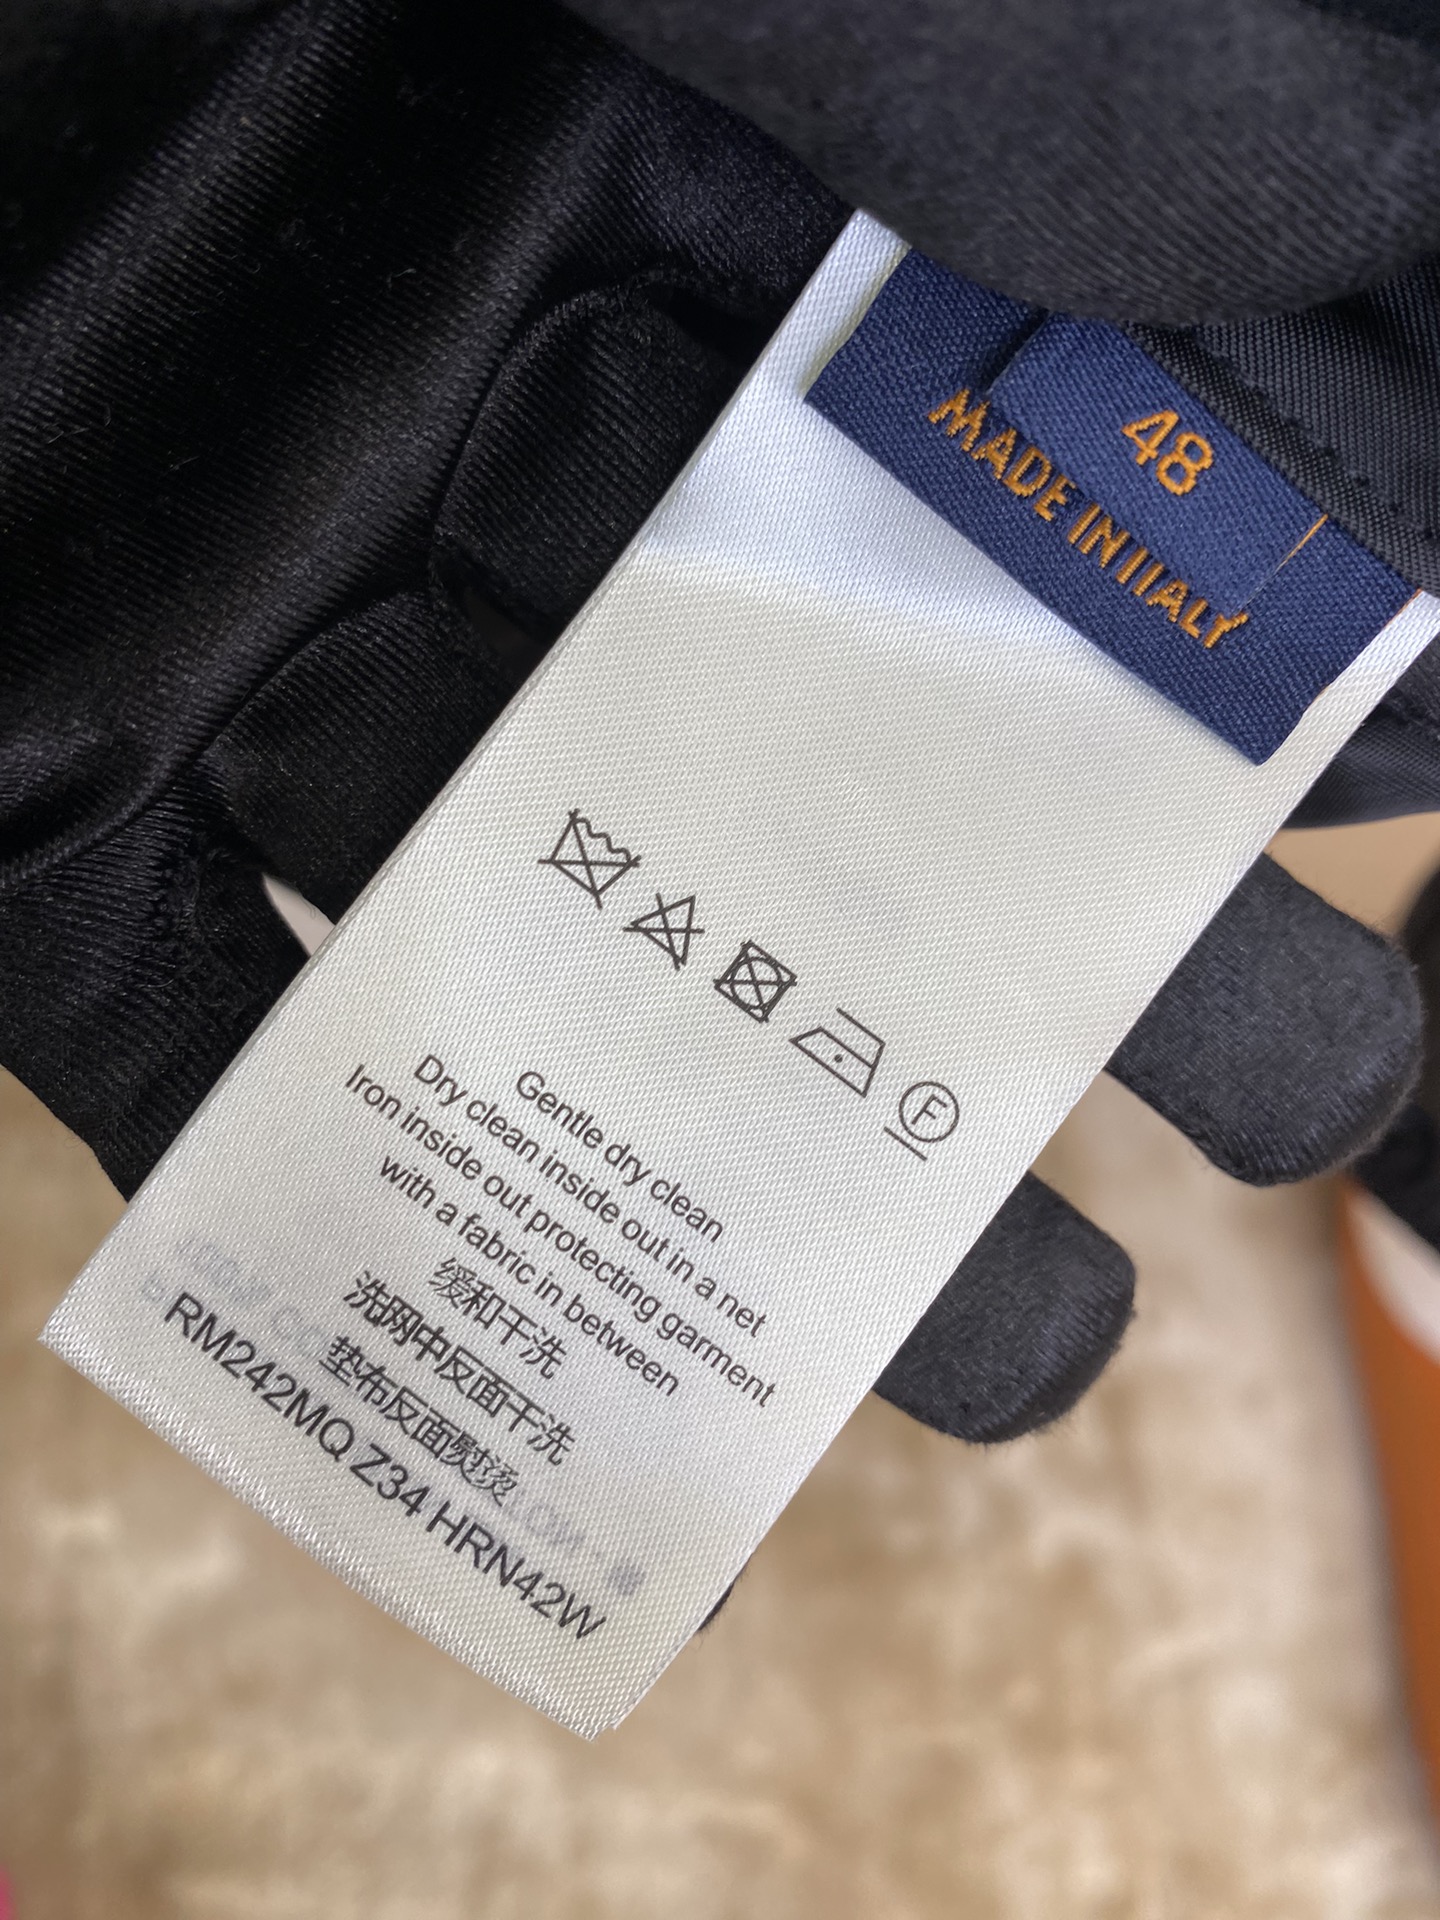 48
MADE IN IIALY
F
Gentle dry clean
Dry clean inside out in a net
Iron inside out protecting garment
with a fabric in between
缓和干洗
洗网中反面干洗
垫布反面熨烫
RM242MQ Z34 HRN42W